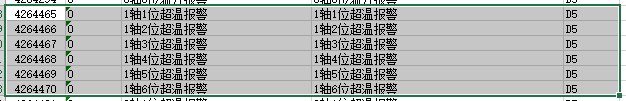 4264465 0 1轴1位超温报警 1轴1位超温报警 D5
4264466 0 1轴2位超温报警 1轴2位超温报警 D5
4264467 0 1轴3位超温报警 1轴3位超温报警 D5
4264468 0 1轴4位超温报警 1轴4位超温报警 D5
4264469 0 1轴5位超温报警 1轴5位超温报警 D5
4264470 0 1轴6位超温报警 1轴6位超温报警 D5